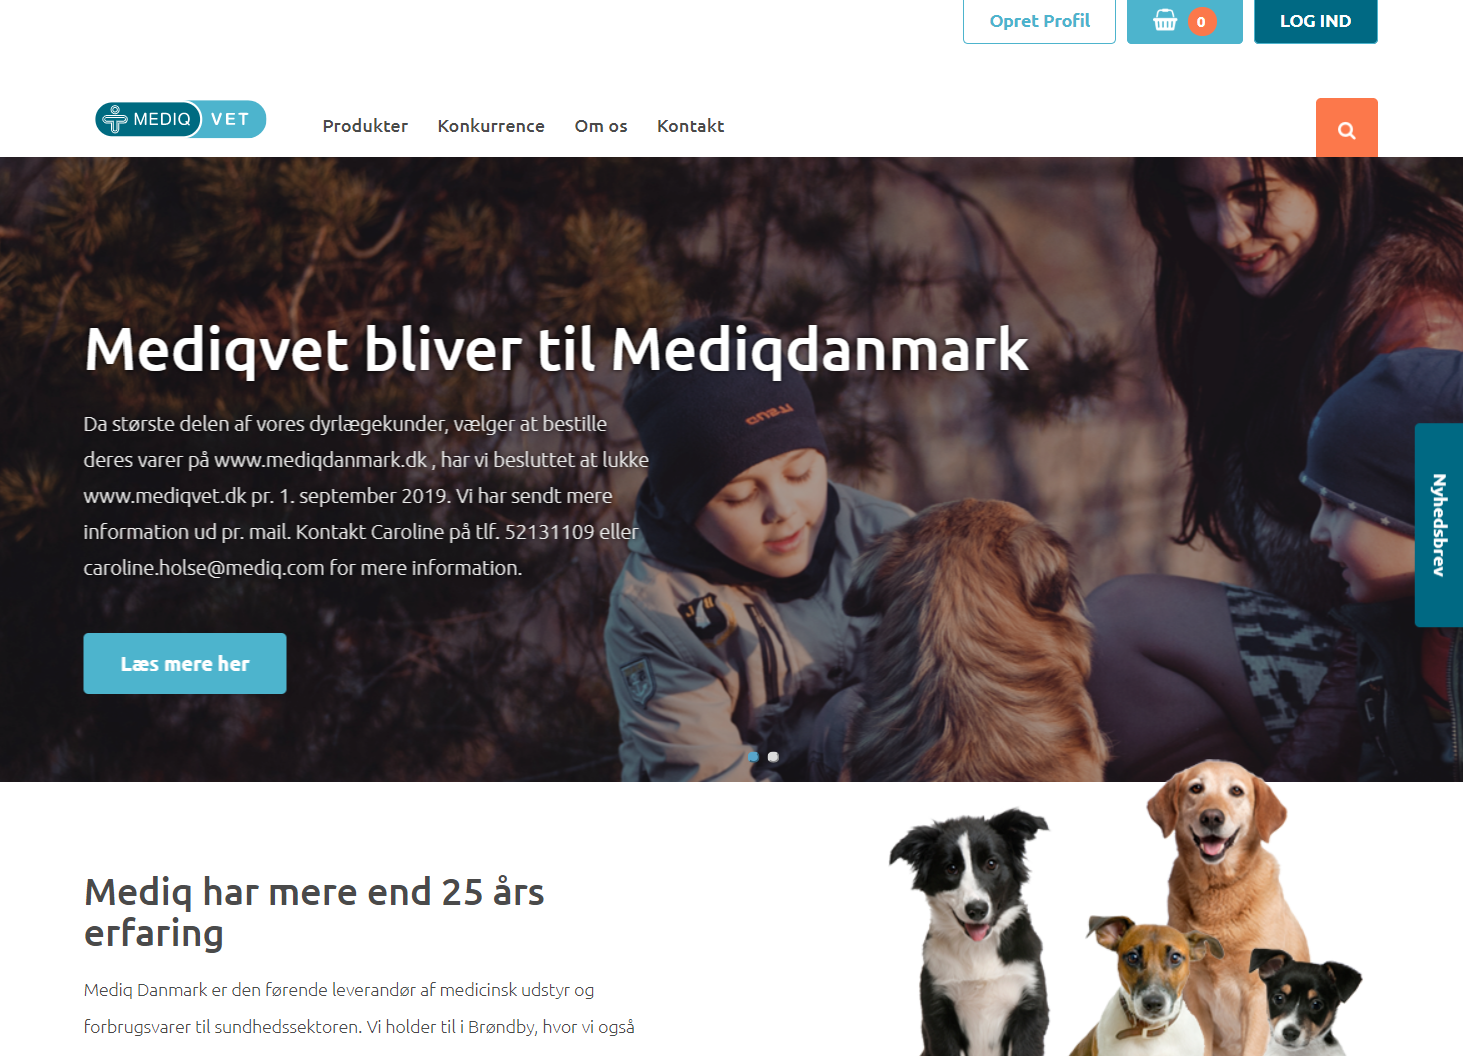 Opret Profil
0
LOG IND
MEDIQ VET
Produkter
Konkurrence
Om os
Kontakt
Mediqvet bliver til Mediqdanmark
Da største delen af vores dyrlægekunder, vælger at bestille
deres varer på www.mediqdanmark.dk , har vi besluttet at lukke
www.mediqvet.dk pr. 1. september 2019. Vi har sendt mere
information ud pr. mail. Kontakt Caroline på tlf. 52131109 eller
caroline.holse@mediq.com for mere information.
Læs mere her
Nyhedsbrev
Mediq har mere end 25 års
erfaring
Mediq Danmark er den førende leverandør af medicinsk udstyr og
forbrugsvarer til sundhedssektoren. Vi holder til i Brøndby, hvor vi også